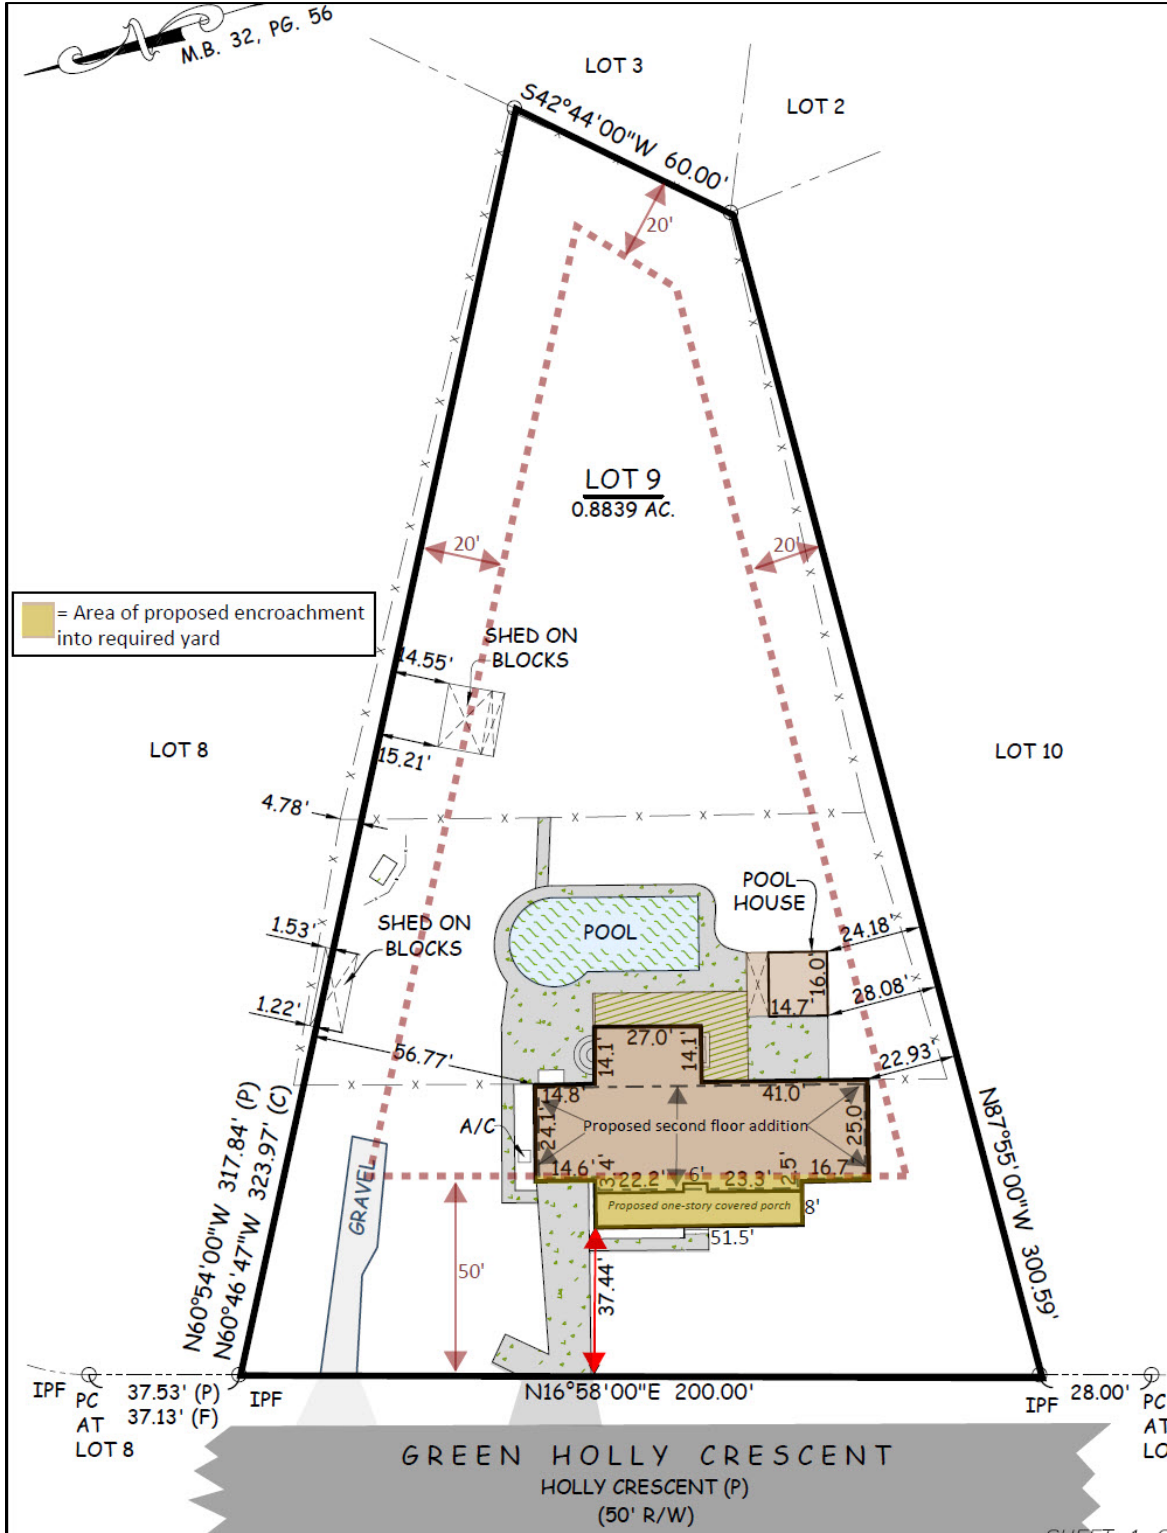 N
M.B. 32, PG. 56
LOT 3
LOT 2
S42°44'00"W 60.00'
20'
LOT 9
0.8839 AC.
20'
20'
= Area of proposed encroachment
into required yard
SHED ON
BLOCKS
14.55'
15.21'
LOT 8
LOT 10
4.78'
POOL
HOUSE
1.53'
SHED ON
BLOCKS
POOL
24.18'
16.0'
14.7'
28.08'
1.22'
56.77'
27.0'
14.1'
14.1'
22.93'
14.8'
41.0'
A/C
24.1'
Proposed second floor addition
25.0'
14.6'
3.4'
22.2'
6'
23.3'
2.5'
16.7'
Proposed one-story covered porch
8'
51.5'
GRAVEL
50'
37.44'
N60°54'00"W 317.84' (P)
N60°46'47"W 323.97' (C)
N87°55'00"W 300.59'
IPF
PC
AT
LOT 8
37.53' (P)
37.13' (F)
IPF
N16°58'00"E 200.00'
IPF
28.00'
PC
AT
LO
GREEN HOLLY CRESCENT
HOLLY CRESCENT (P)
(50' R/W)